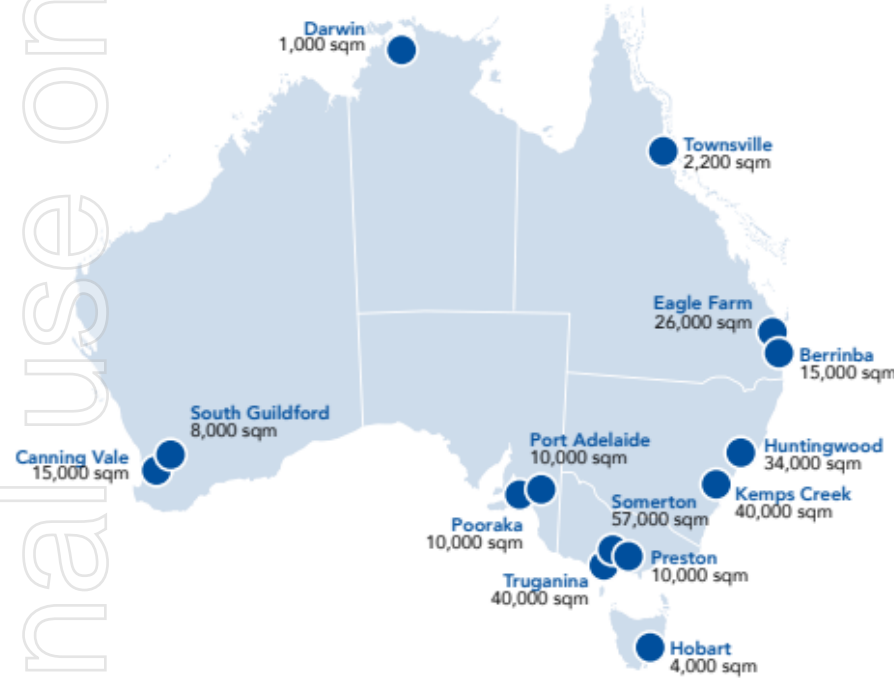 Darwin
1,000 sqm
Townsville
2,200 sqm
Eagle Farm
26,000 sqm
Berrinba
15,000 sqm
South Guildford
8,000 sqm
Canning Vale
15,000 sqm
Port Adelaide
10,000 sqm
Huntingwood
34,000 sqm
Kemps Creek
40,000 sqm
Somerton
57,000 sqm
Pooraka
10,000 sqm
Preston
10,000 sqm
Truganina
40,000 sqm
Hobart
4,000 sqm
nal use on